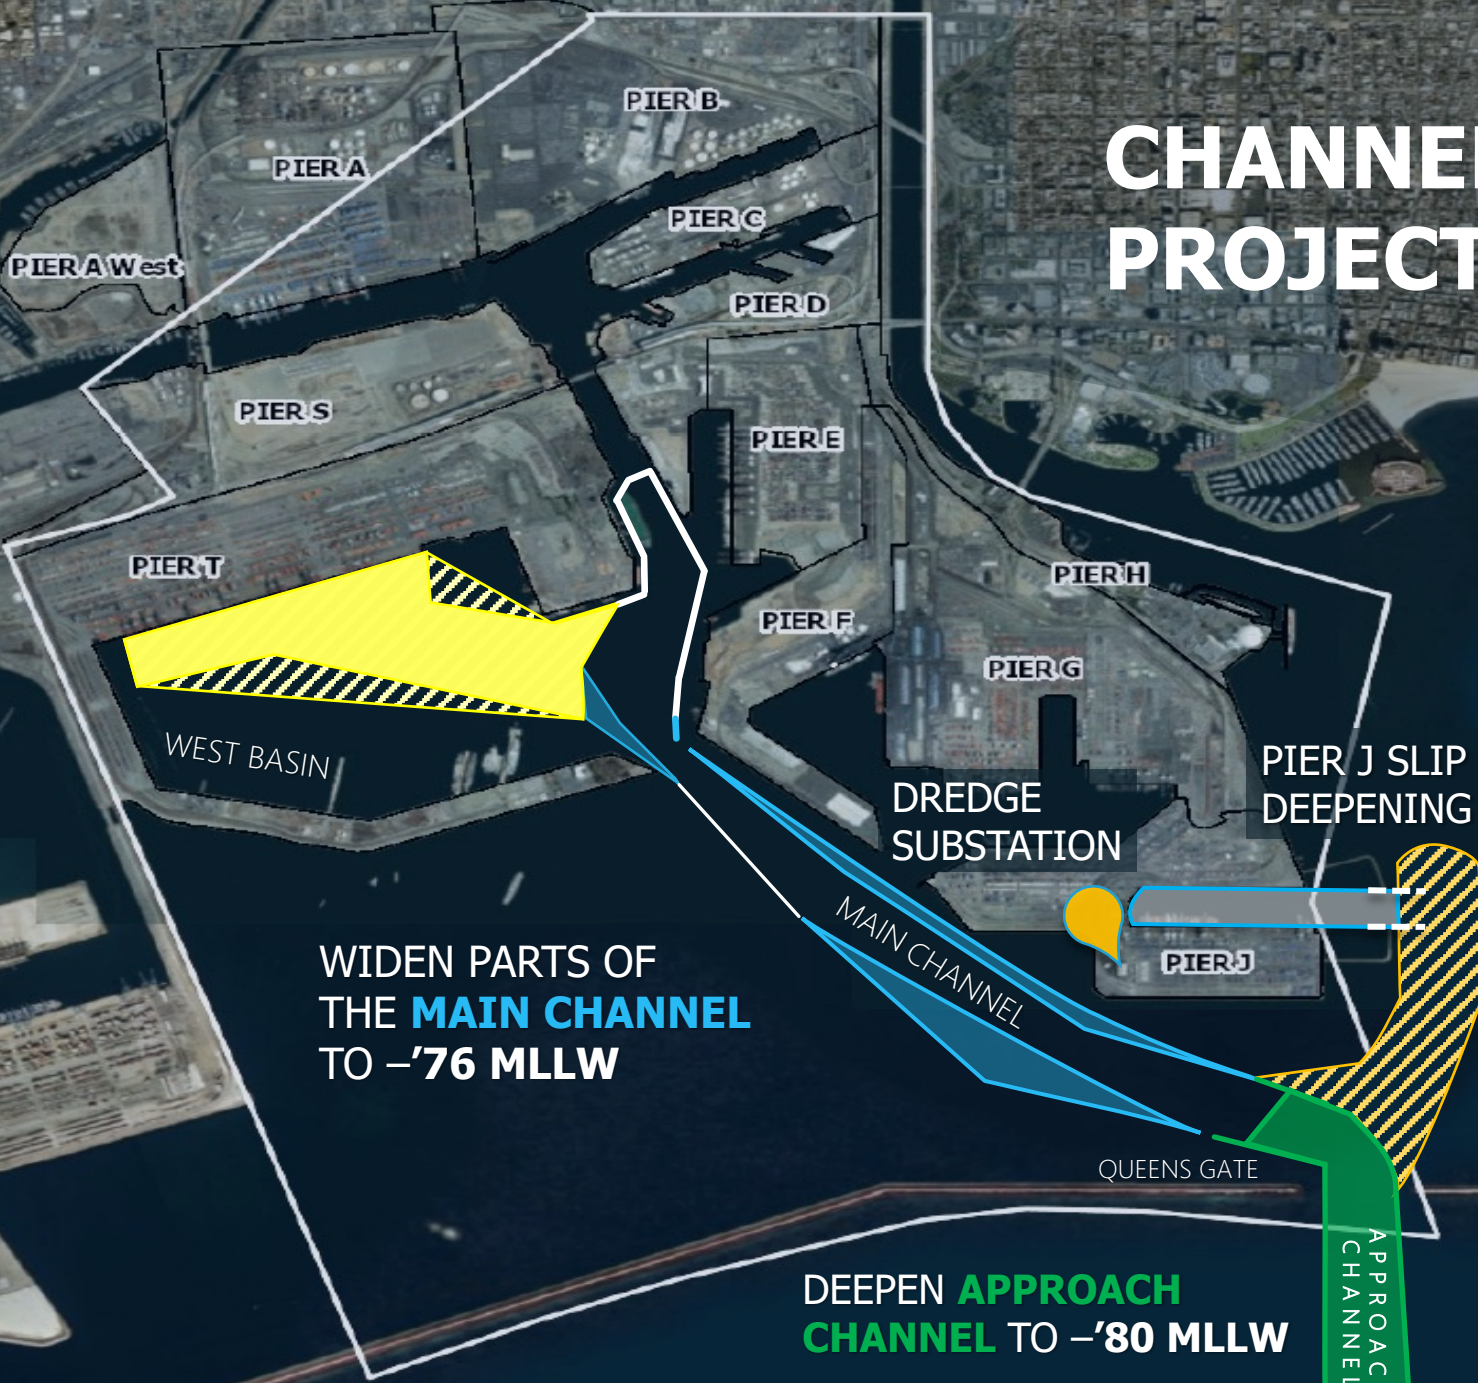 PIER B
CHANNEL
PROJECT
PIER A
PIER C
PIER A West
PIER D
PIER S
PIER E
PIER T
PIER H
PIER F
PIER G
WEST BASIN
PIER J SLIP
DEEPENING
DREDGE
SUBSTATION
MAIN CHANNEL
PIER J
WIDEN PARTS OF
THE MAIN CHANNEL
TO –’76 MLLW
QUEENS GATE
DEEPEN APPROACH
CHANNEL TO –’80 MLLW
APPROAC
CHANNEL